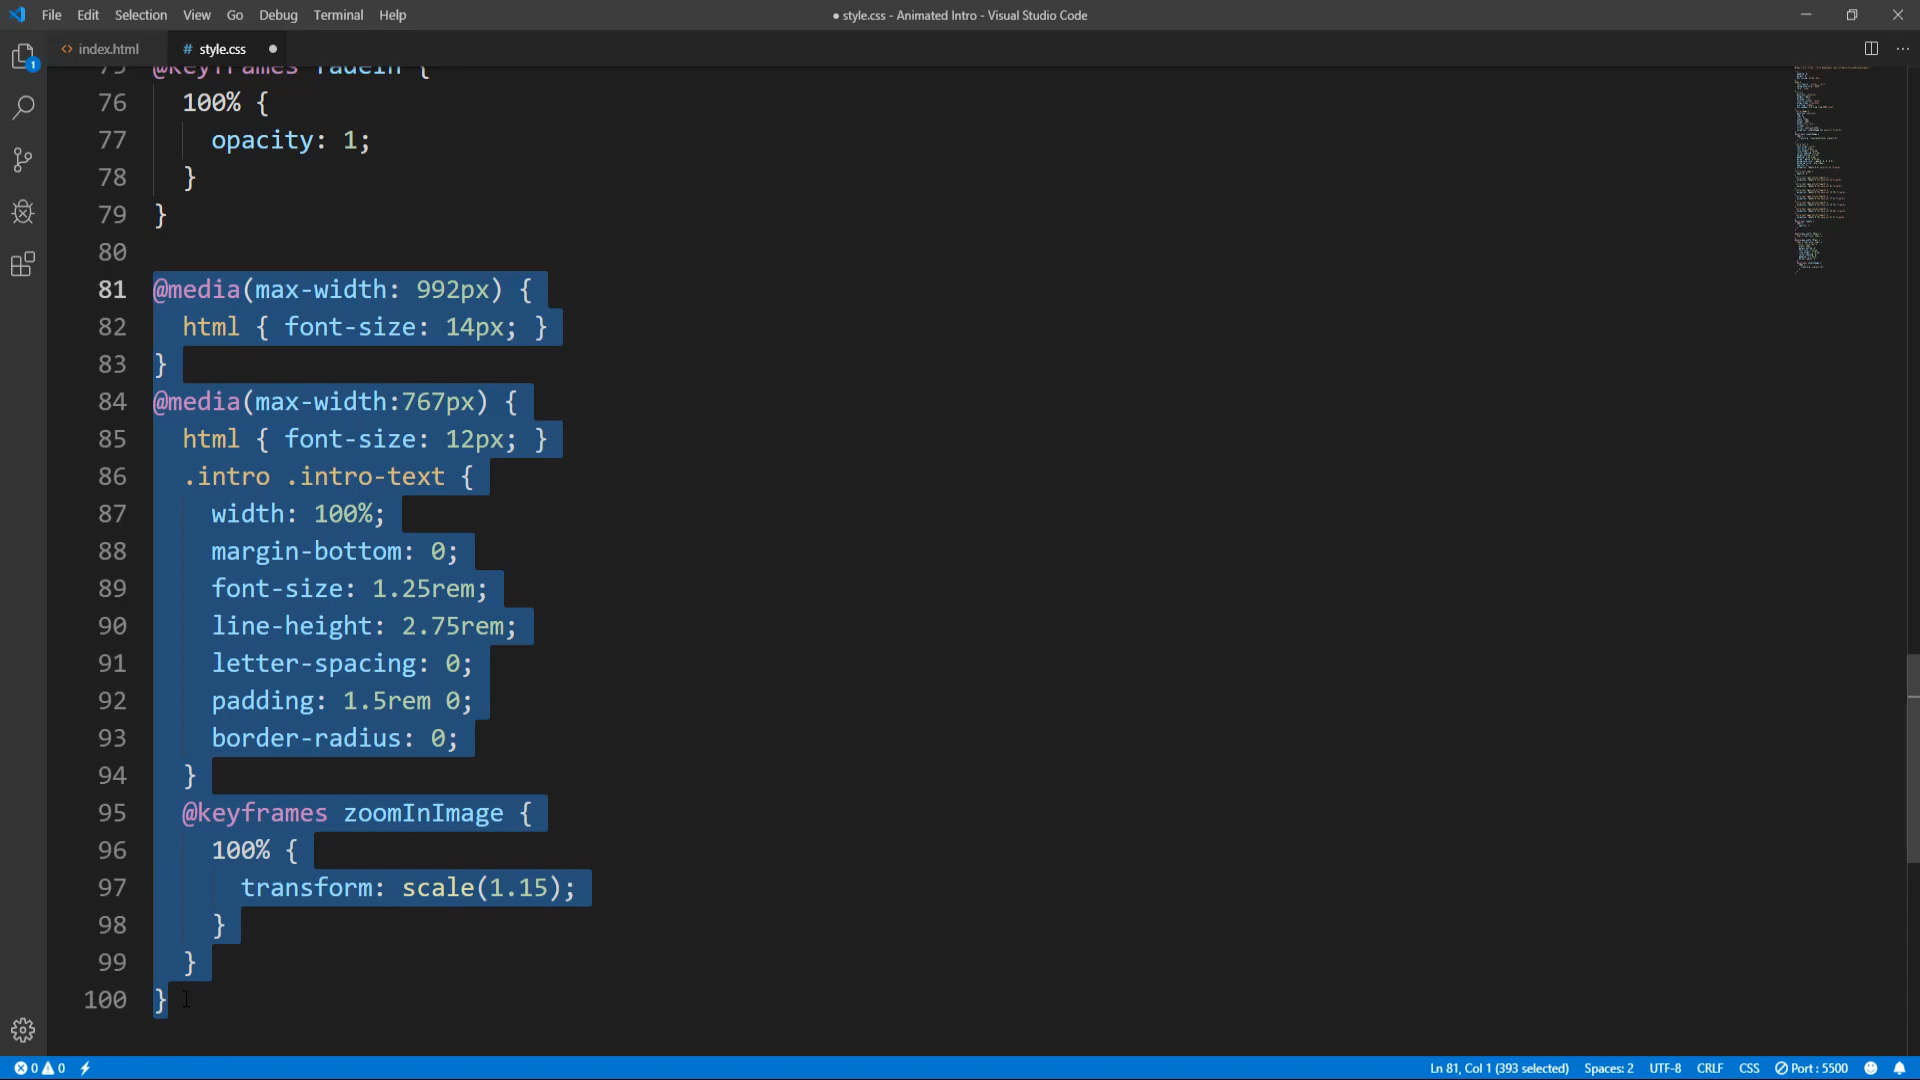 File Edit Selection View Go Debug Terminal Help
● style.css - Animated Intro - Visual Studio Code
<> index.html
# style.css ●
1
75 @keyframes fadeIn {
76 100% {
77 opacity: 1;
78 }
79 }
80
81 @media(max-width: 992px) {
82 html { font-size: 14px; }
83 }
84 @media(max-width:767px) {
85 html { font-size: 12px; }
86 .intro .intro-text {
87 width: 100%;
88 margin-bottom: 0;
89 font-size: 1.25rem;
90 line-height: 2.75rem;
91 letter-spacing: 0;
92 padding: 1.5rem 0;
93 border-radius: 0;
94 }
95 @keyframes zoomInImage {
96 100% {
97 transform: scale(1.15);
98 }
99 }
100 }
0 0
Ln 81, Col 1 (393 selected) Spaces: 2 UTF-8 CRLF CSS Port : 5500